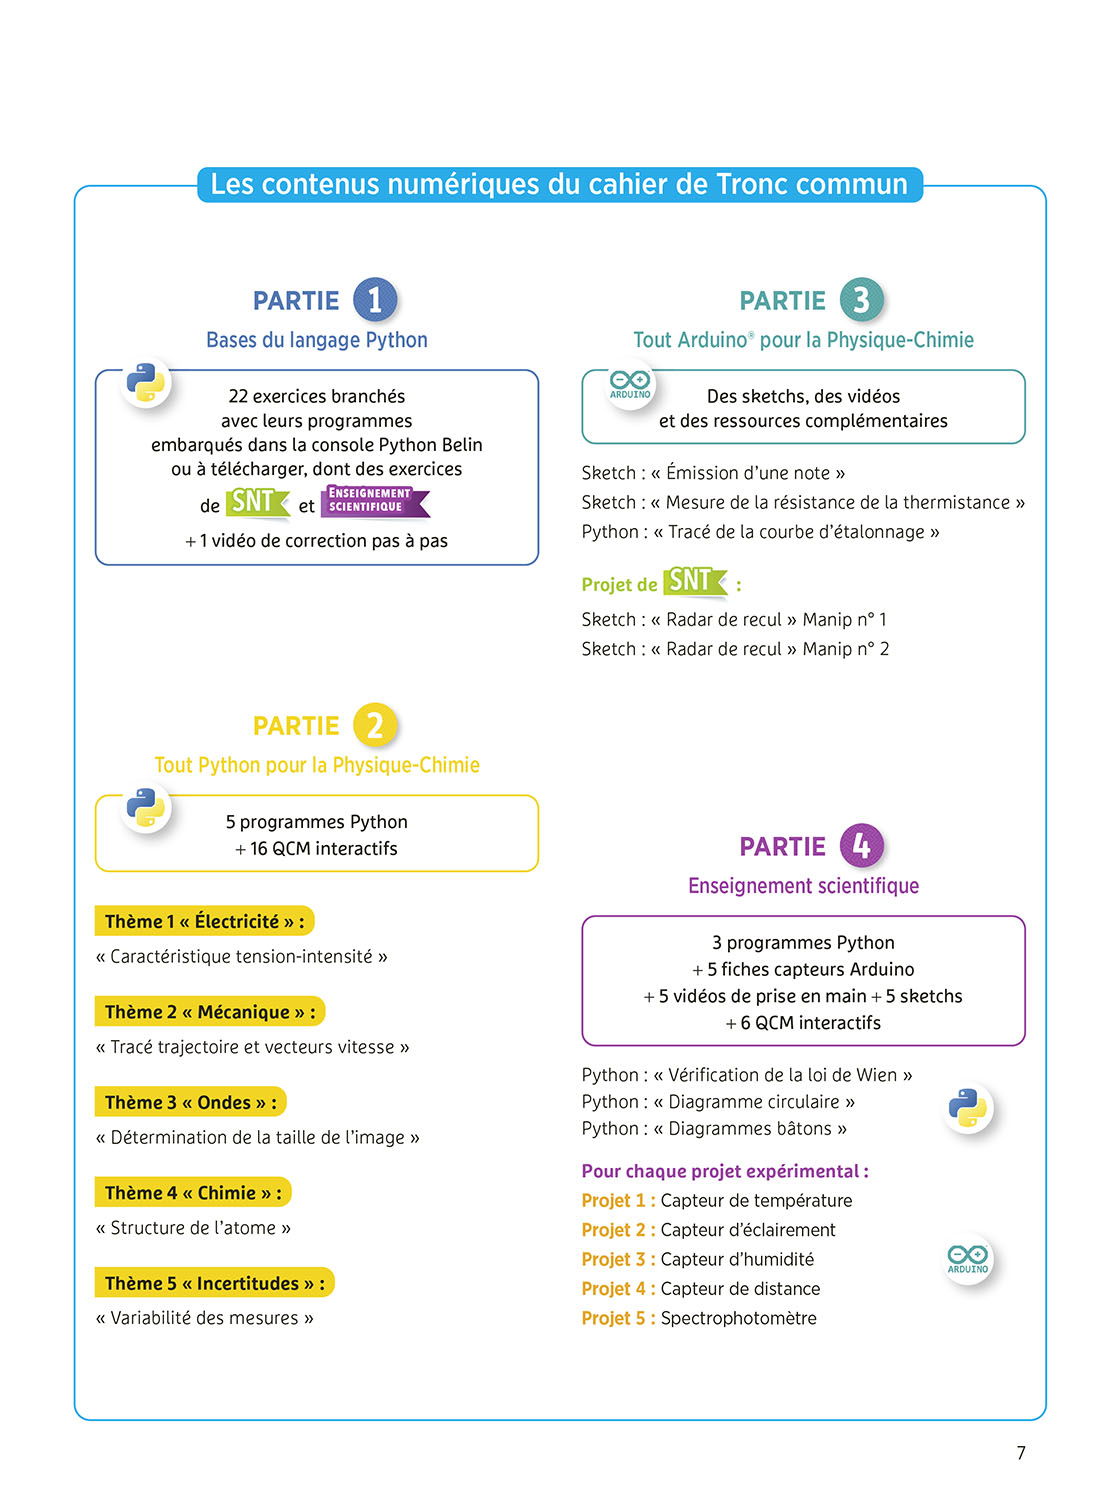 Les contenus numériques du cahier de Tronc commun
PARTIE 1
Bases du langage Python
22 exercices branchés
avec leurs programmes
embarqués dans la console Python Belin
ou à télécharger, dont des exercices
de SNT et ENSEIGNEMENT SCIENTIFIQUE
+ 1 vidéo de correction pas à pas
PARTIE 2
Tout Python pour la Physique-Chimie
5 programmes Python
+ 16 QCM interactifs
Thème 1 « Électricité » :
« Caractéristique tension-intensité »
Thème 2 « Mécanique » :
« Tracé trajectoire et vecteurs vitesse »
Thème 3 « Ondes » :
« Détermination de la taille de l’image »
Thème 4 « Chimie » :
« Structure de l’atome »
Thème 5 « Incertitudes » :
« Variabilité des mesures »
PARTIE 3
Tout Arduino® pour la Physique-Chimie
ARDUINO
Des sketchs, des vidéos
et des ressources complémentaires
Sketch : « Émission d’une note »
Sketch : « Mesure de la résistance de la thermistance »
Python : « Tracé de la courbe d’étalonnage »
Projet de SNT :
Sketch : « Radar de recul » Manip n° 1
Sketch : « Radar de recul » Manip n° 2
PARTIE 4
Enseignement scientifique
3 programmes Python
+ 5 fiches capteurs Arduino
+ 5 vidéos de prise en main + 5 sketchs
+ 6 QCM interactifs
Python : « Vérification de la loi de Wien »
Python : « Diagramme circulaire »
Python : « Diagrammes bâtons »
Pour chaque projet expérimental :
Projet 1 : Capteur de température
Projet 2 : Capteur d’éclairement
Projet 3 : Capteur d’humidité
Projet 4 : Capteur de distance
Projet 5 : Spectrophotomètre
ARDUINO
7